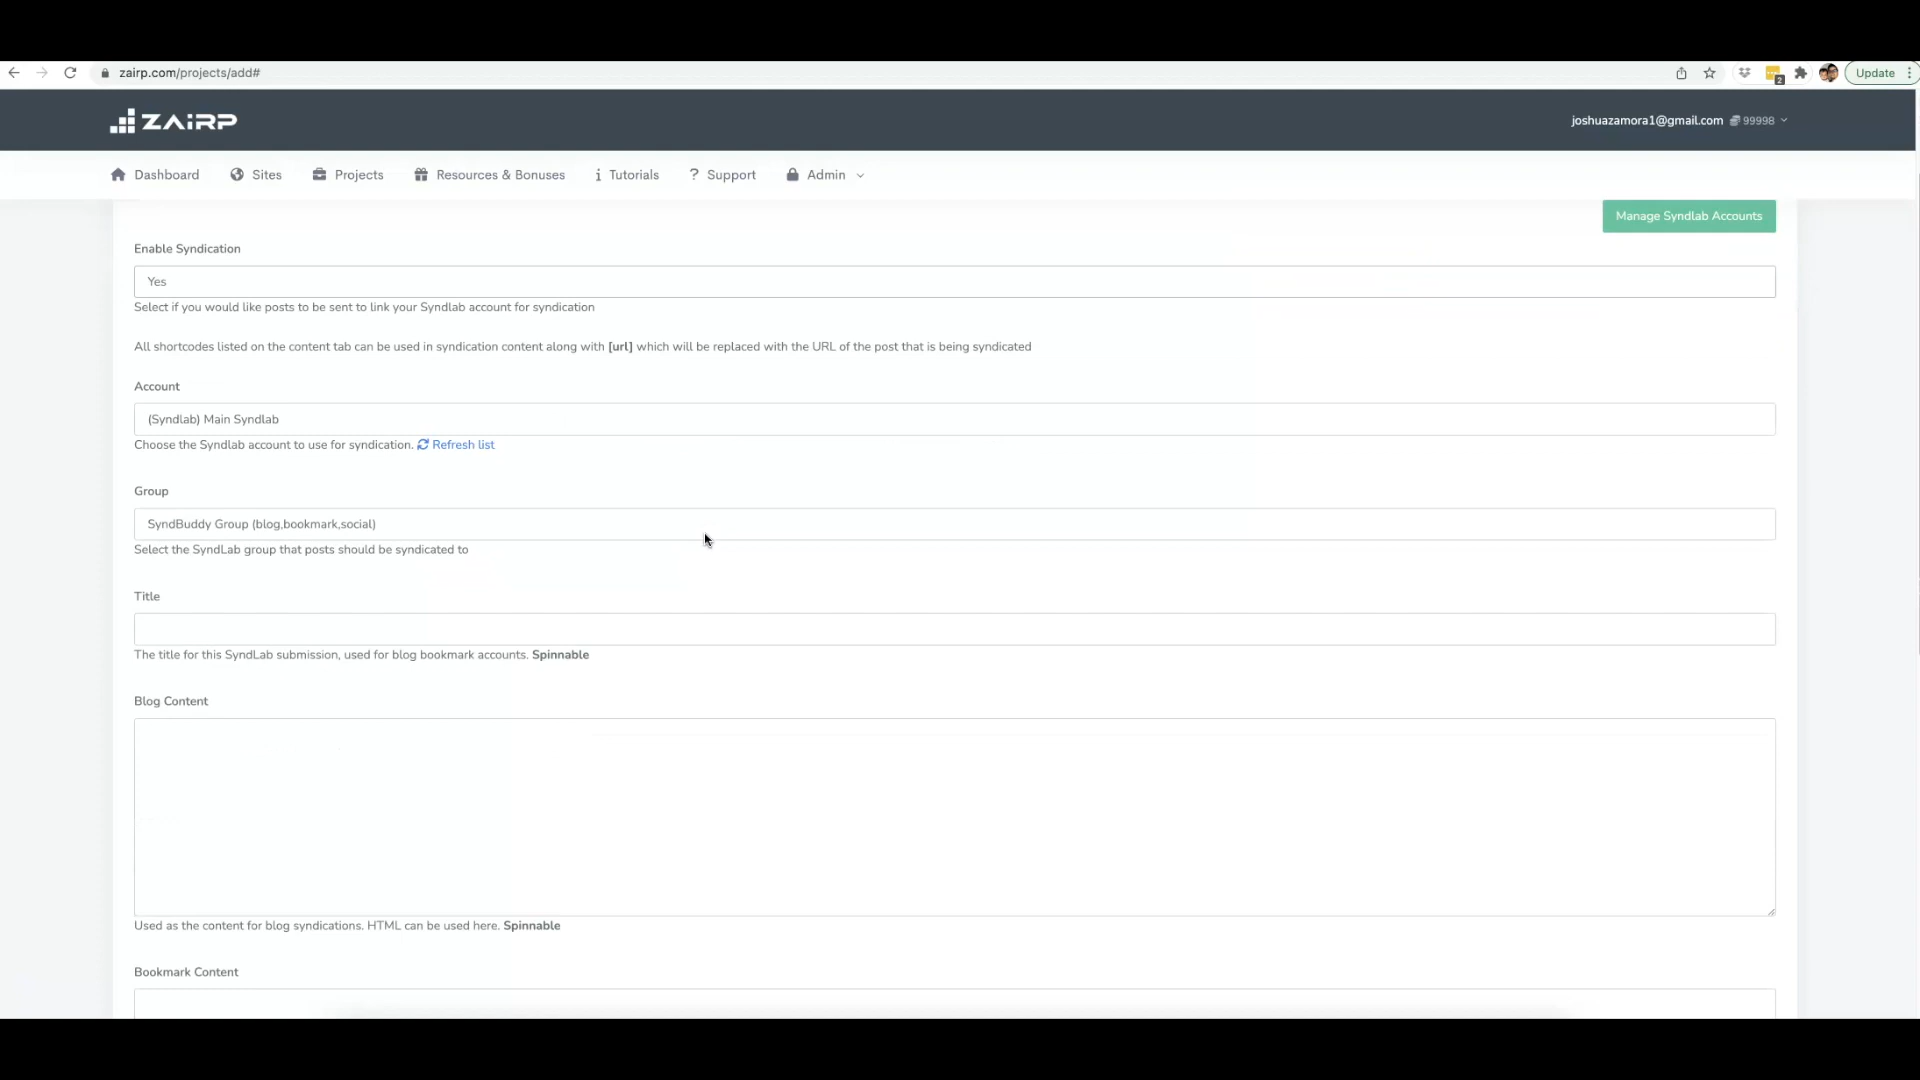 zairp.com/projects/add#
2
Update
ZAIRP
joshuazamora1@gmail.com 99998
Dashboard Sites Projects Resources & Bonuses Tutorials Support Admin
Manage Syndlab Accounts
Enable Syndication
Yes
Select if you would like posts to be sent to link your Syndlab account for syndication
All shortcodes listed on the content tab can be used in syndication content along with [url] which will be replaced with the URL of the post that is being syndicated
Account
(Syndlab) Main Syndlab
Choose the Syndlab account to use for syndication. Refresh list
Group
SyndBuddy Group (blog,bookmark,social)
Select the SyndLab group that posts should be syndicated to
Title
The title for this SyndLab submission, used for blog bookmark accounts. Spinnable
Blog Content
Used as the content for blog syndications. HTML can be used here. Spinnable
Bookmark Content